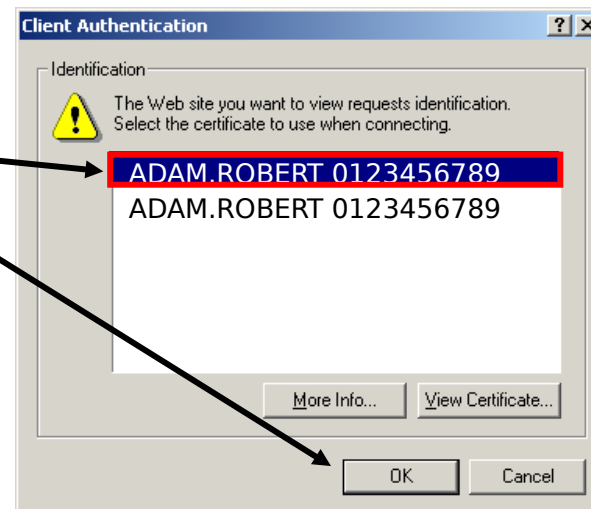 Client Authentication
Identification
The Web site you want to view requests identification.
Select the certificate to use when connecting.
ADAM.ROBERT 0123456789
ADAM.ROBERT 0123456789
More Info... View Certificate...
OK Cancel